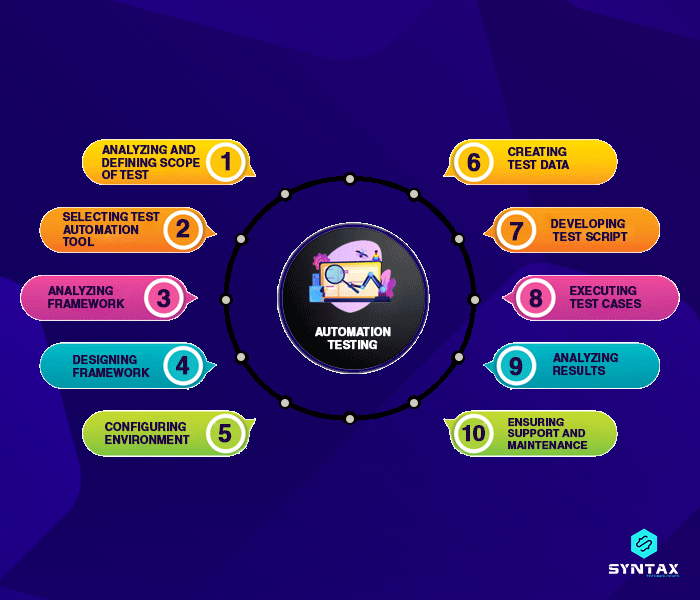 ANALYZING AND
DEFINING SCOPE
OF TEST
1
SELECTING TEST
AUTOMATION
TOOL
2
ANALYZING
FRAMEWORK
3
DESIGNING
FRAMEWORK
4
CONFIGURING
ENVIRONMENT
5
AUTOMATION
TESTING
6
CREATING
TEST DATA
7
DEVELOPING
TEST SCRIPT
8
EXECUTING
TEST CASES
9
ANALYZING
RESULTS
10
ENSURING
SUPPORT AND
MAINTENANCE
SYNTAX
TECHNOLOGIES